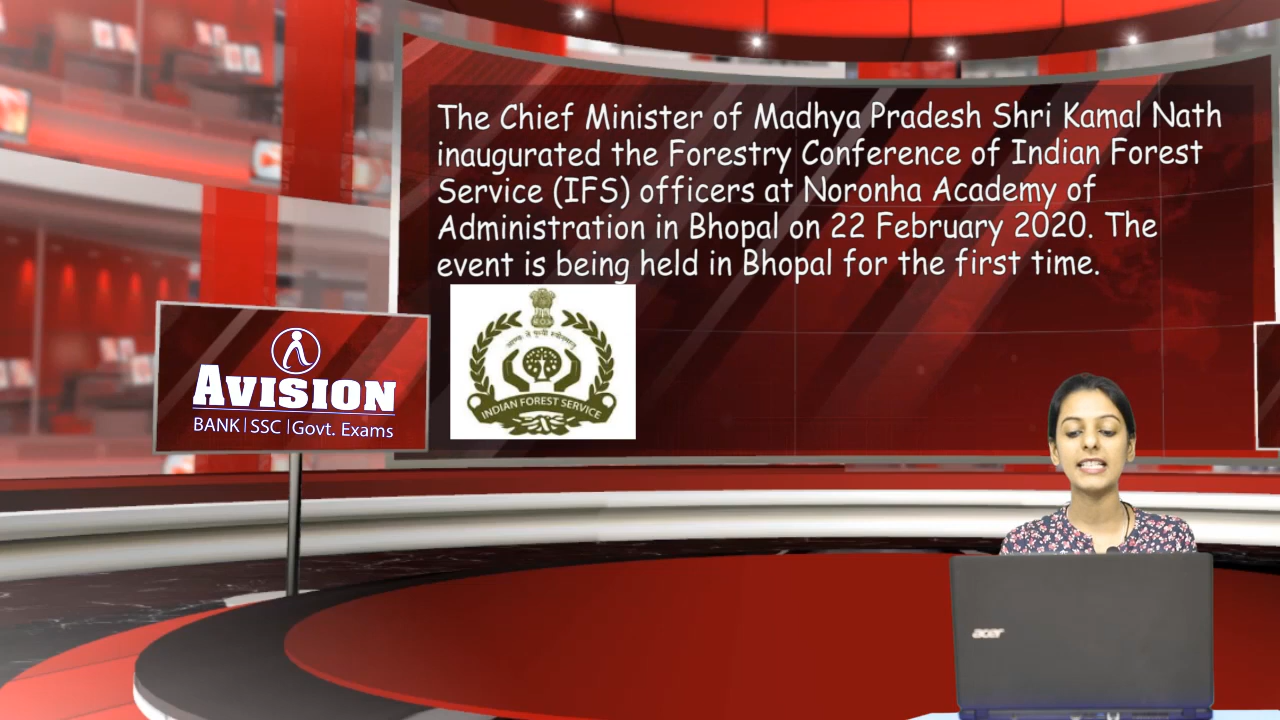 The Chief Minister of Madhya Pradesh Shri Kamal Nath
inaugurated the Forestry Conference of Indian Forest
Service (IFS) officers at Noronha Academy of
Administration in Bhopal on 22 February 2020. The
event is being held in Bhopal for the first time.
INDIAN FOREST SERVICE
AVISION
BANK|SSC |Govt. Exams
acer